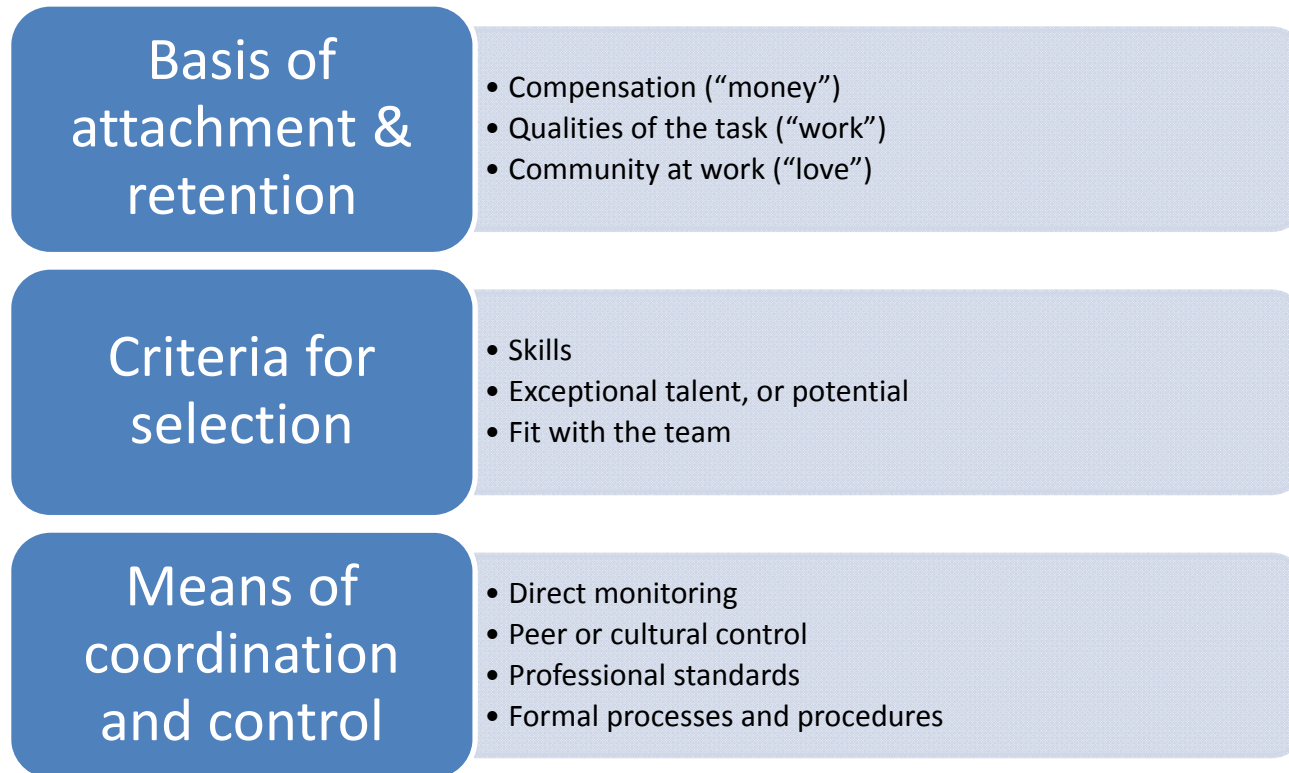 Basis of
attachment &
retention
• Compensation (“money”)
• Qualities of the task (“work”)
• Community at work (“love”)
Criteria for
selection
• Skills
• Exceptional talent, or potential
• Fit with the team
Means of
coordination
and control
• Direct monitoring
• Peer or cultural control
• Professional standards
• Formal processes and procedures